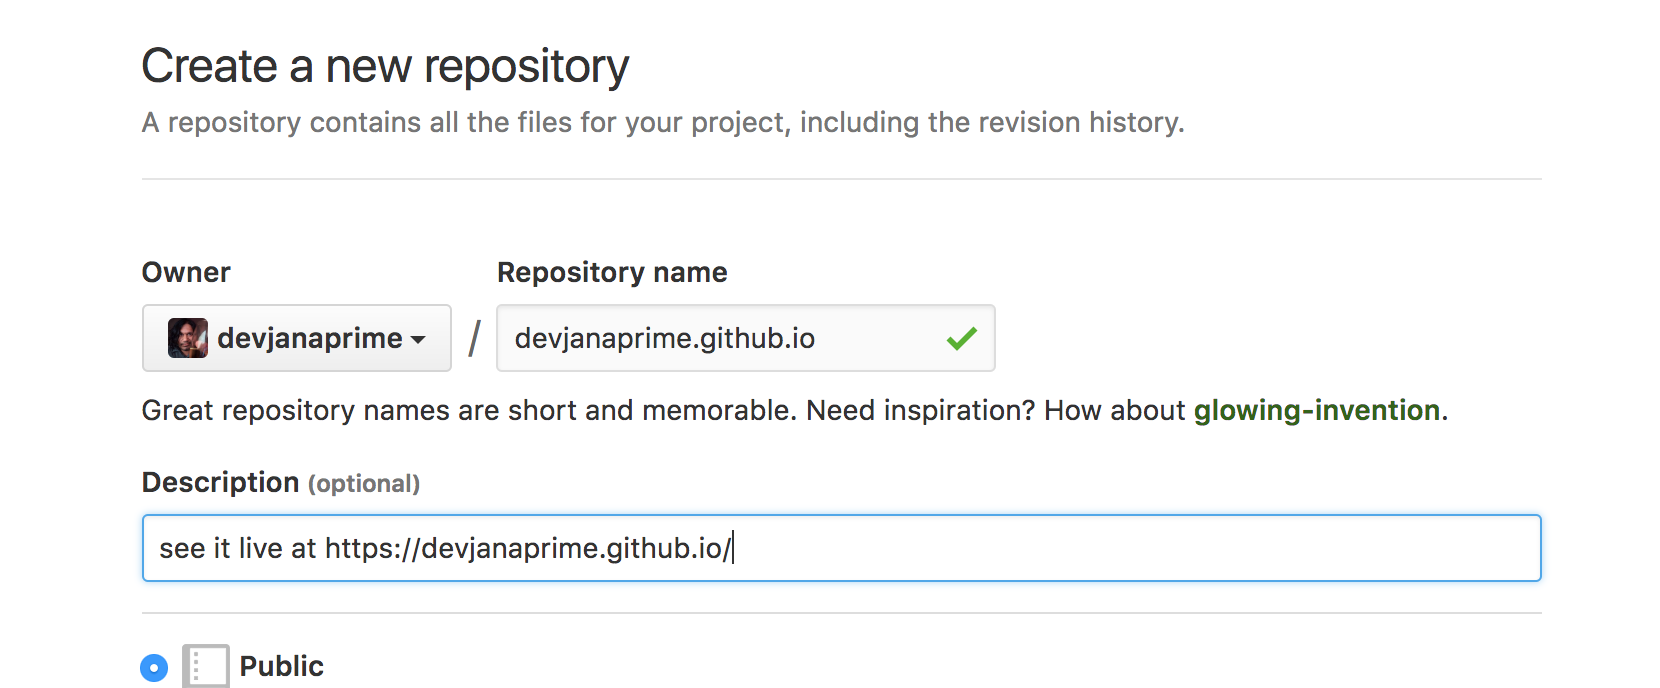 Create a new repository
A repository contains all the files for your project, including the revision history.
Owner Repository name
devjanaprime / devjanaprime.github.io
Great repository names are short and memorable. Need inspiration? How about glowing-invention.
Description (optional)
see it live at https://devjanaprime.github.io/
Public